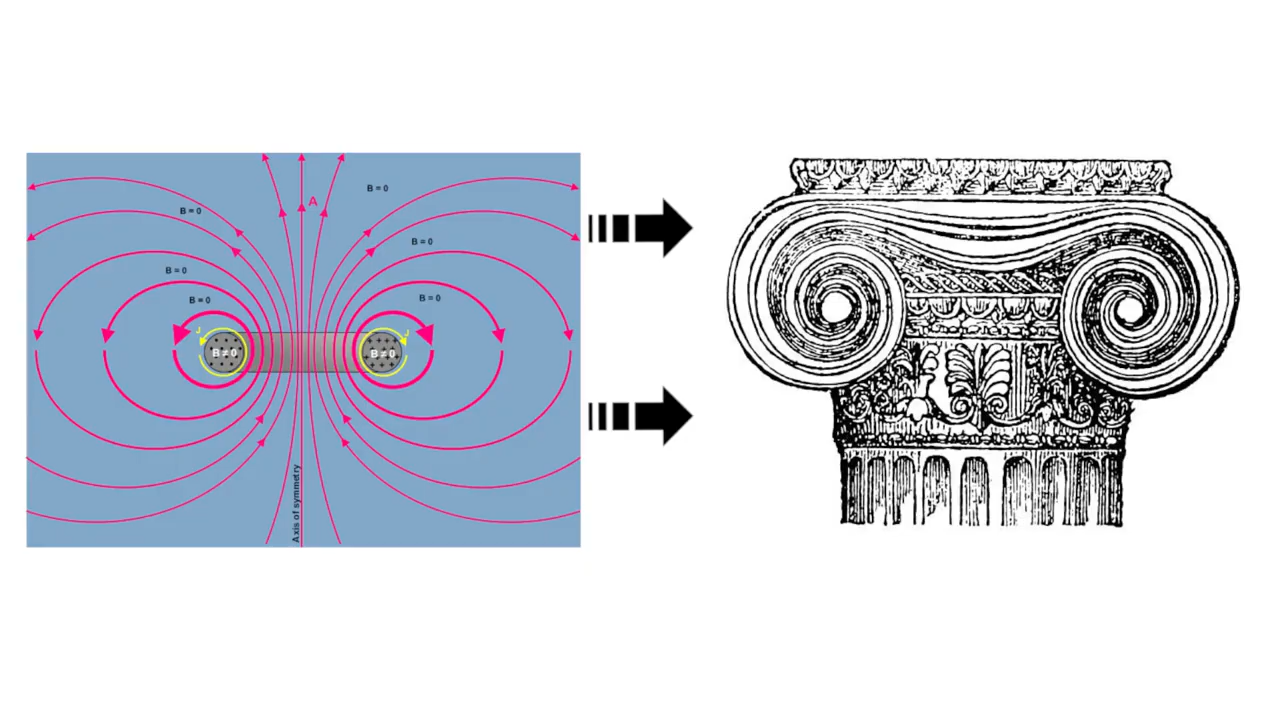 B = 0
A
B = 0
B = 0
B = 0
B = 0
B = 0
J
J
B ≠ 0
B ≠ 0
Axis of symmetry